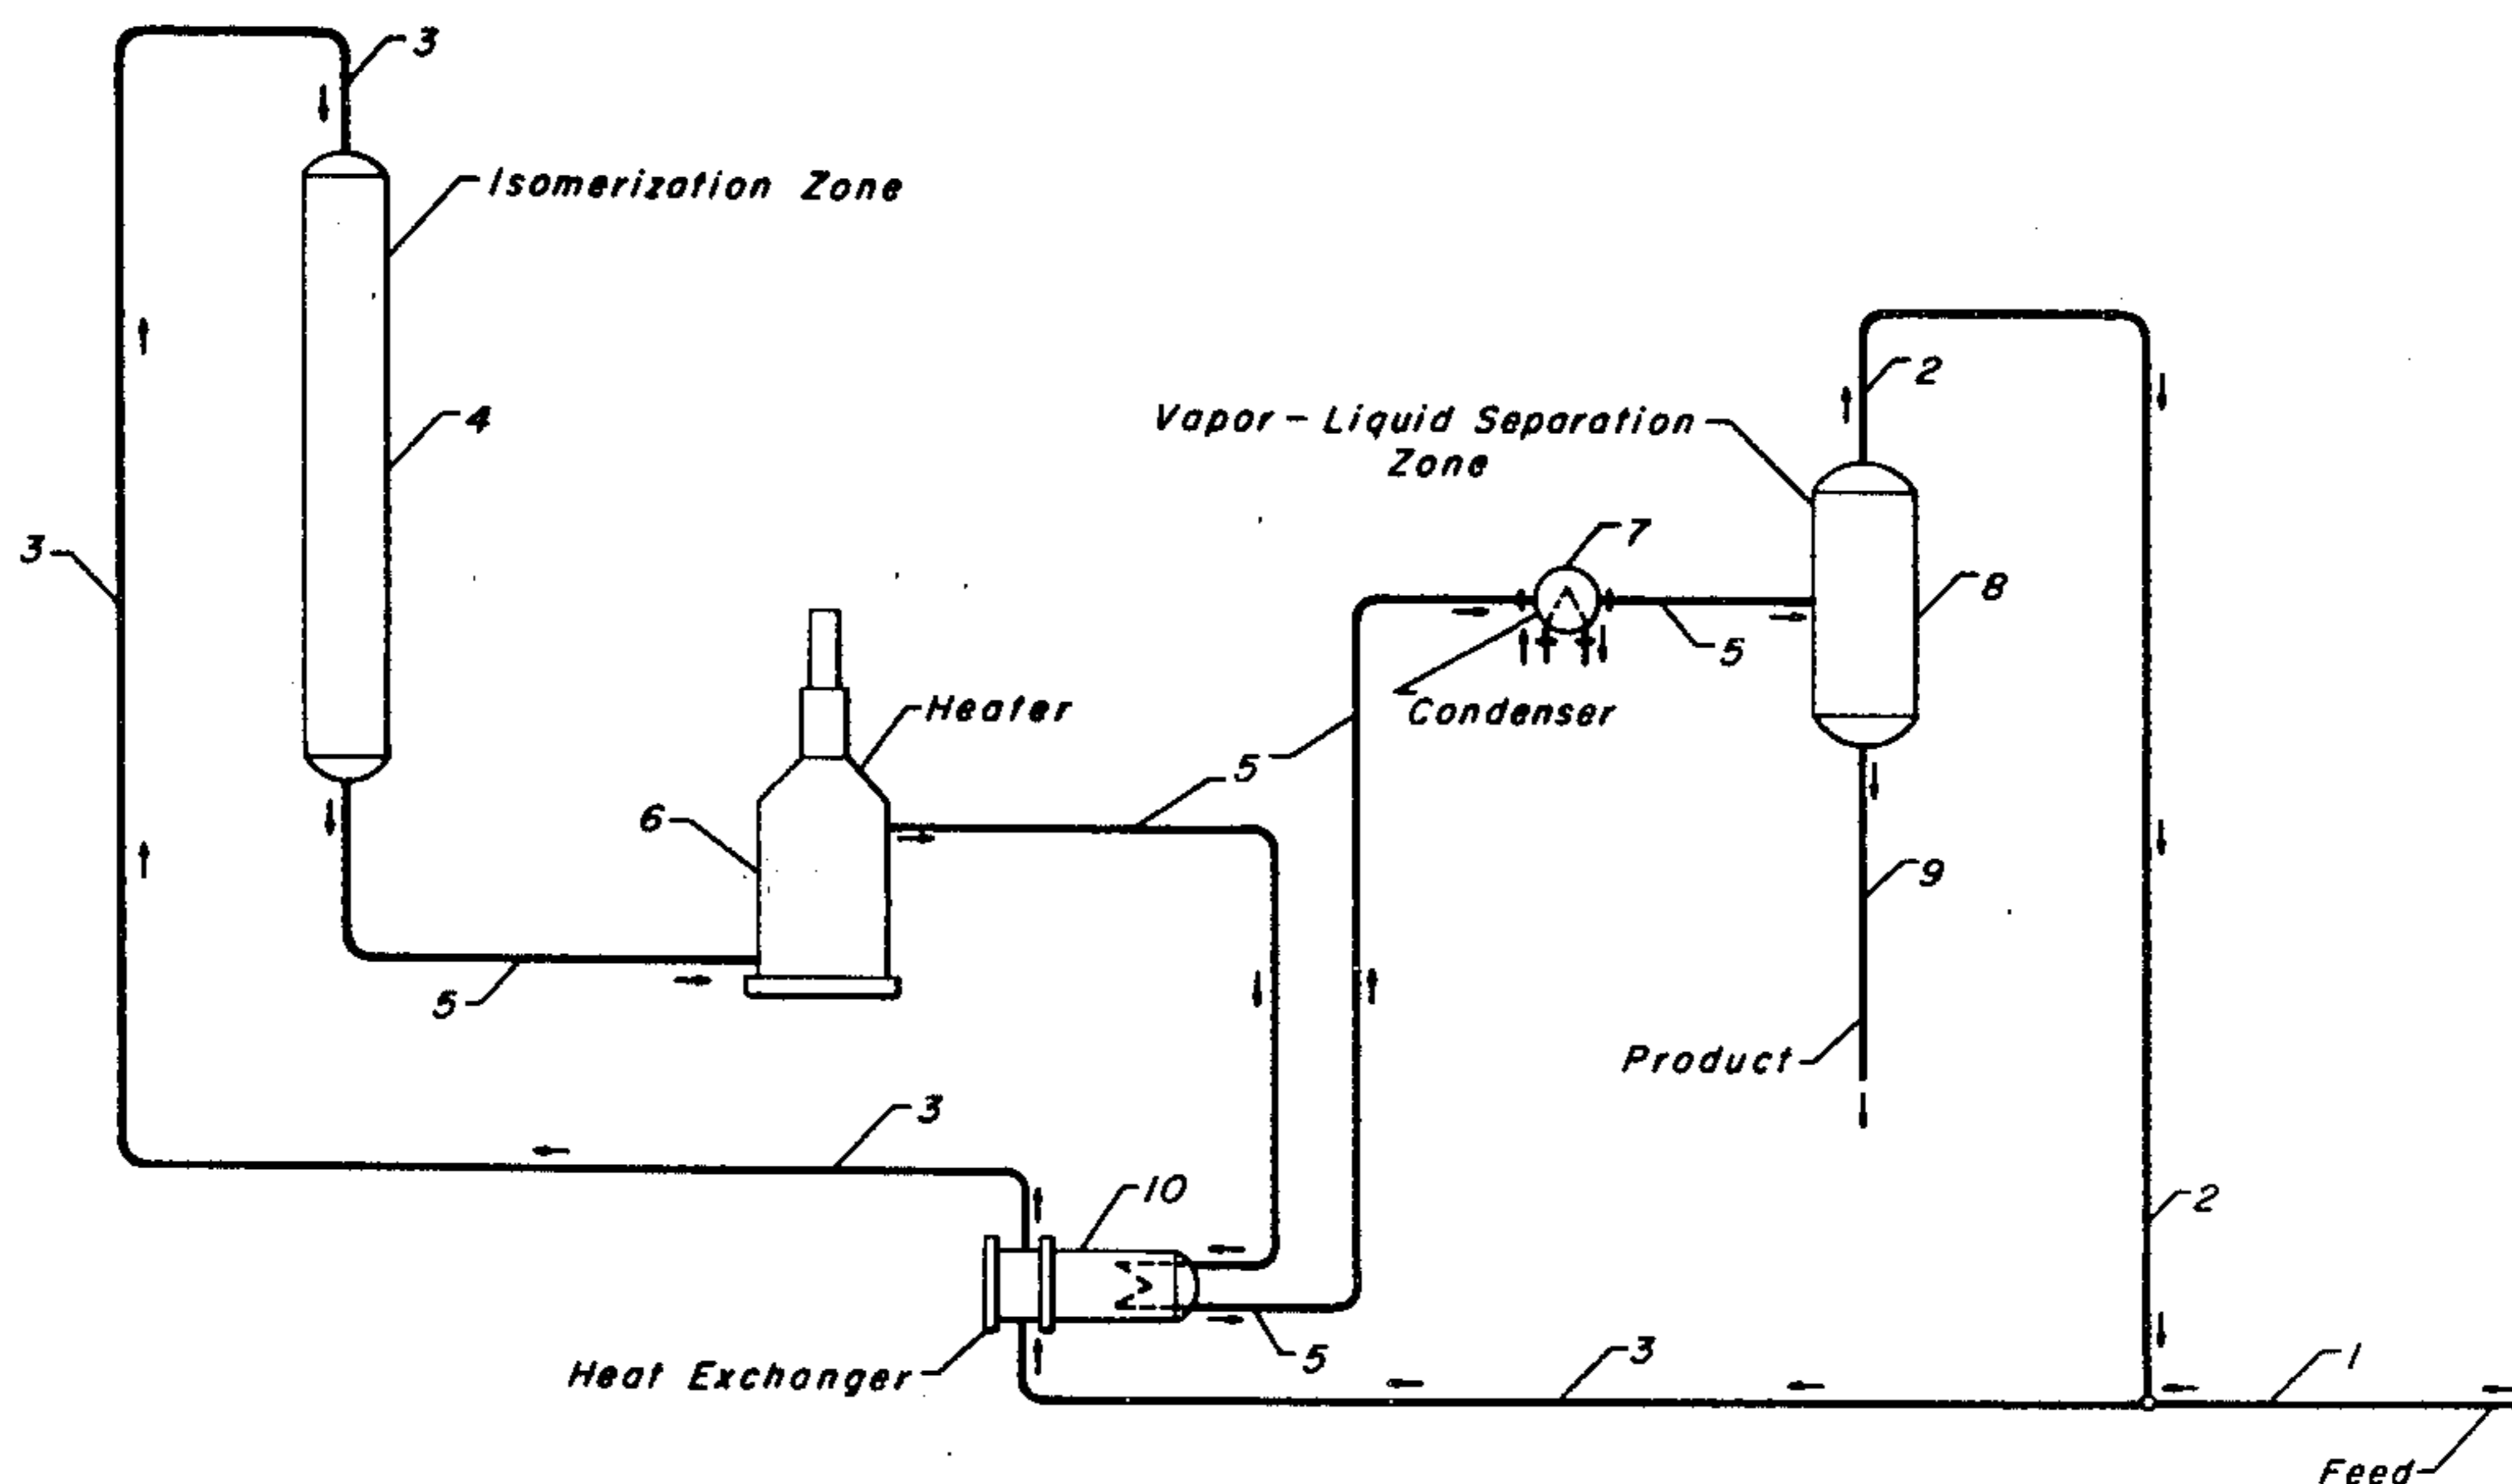 3
Isomerization Zone
2
Vapor-Liquid Separation
Zone
4
7
3
8
5
Condenser
Heater
5
6
9
5
Product
3
10
2
Heat Exchanger
5
3
1
Feed